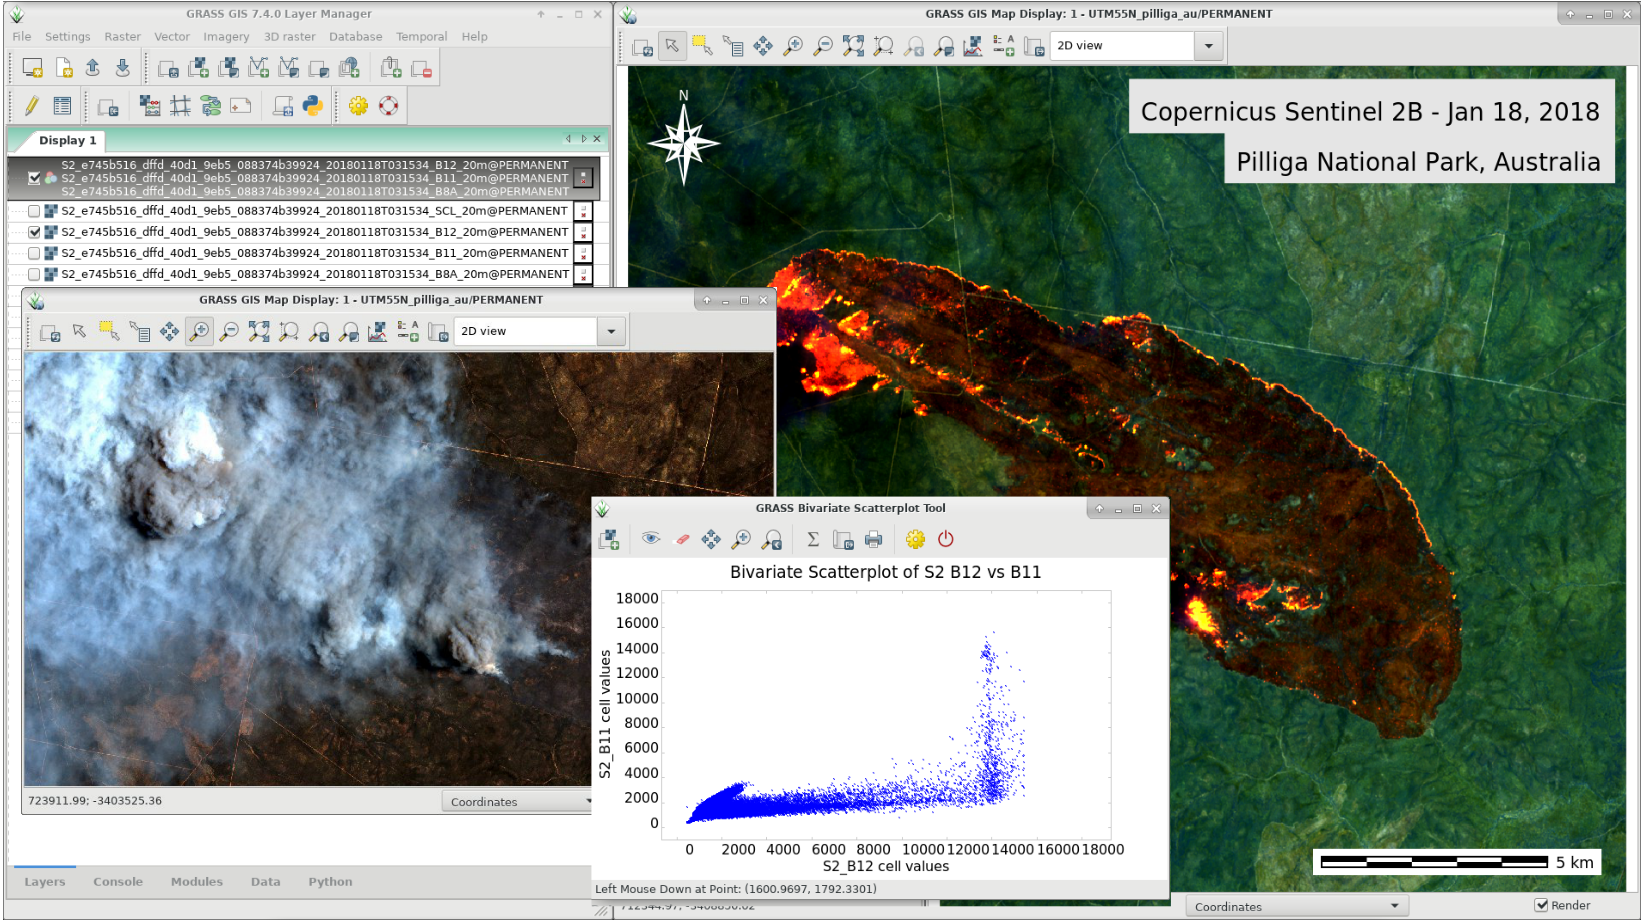 GRASS GIS 7.4.0 Layer Manager
File Settings Raster Vector Imagery 3D raster Database Temporal Help
Display 1
S2_e745b516_dffd_40d1_9eb5_088374b39924_20180118T031534_B12_20m@PERMANENT
S2_e745b516_dffd_40d1_9eb5_088374b39924_20180118T031534_B11_20m@PERMANENT
S2_e745b516_dffd_40d1_9eb5_088374b39924_20180118T031534_B8A_20m@PERMANENT
S2_e745b516_dffd_40d1_9eb5_088374b39924_20180118T031534_SCL_20m@PERMANENT
S2_e745b516_dffd_40d1_9eb5_088374b39924_20180118T031534_B12_20m@PERMANENT
S2_e745b516_dffd_40d1_9eb5_088374b39924_20180118T031534_B11_20m@PERMANENT
S2_e745b516_dffd_40d1_9eb5_088374b39924_20180118T031534_B8A_20m@PERMANENT
GRASS GIS Map Display: 1 - UTM55N_pilliga_au/PERMANENT
2D view
N
Copernicus Sentinel 2B - Jan 18, 2018
Pilliga National Park, Australia
5 km
Coordinates
Render
GRASS GIS Map Display: 1 - UTM55N_pilliga_au/PERMANENT
2D view
723911.99; -3403525.36
Coordinates
Layers Console Modules Data Python
GRASS Bivariate Scatterplot Tool
Bivariate Scatterplot of S2 B12 vs B11
18000
16000
14000
12000
10000
8000
6000
4000
2000
0
S2_B11 cell values
0 2000 4000 6000 8000 10000 12000 14000 16000 18000
S2_B12 cell values
Left Mouse Down at Point: (1600.9697, 1792.3301)